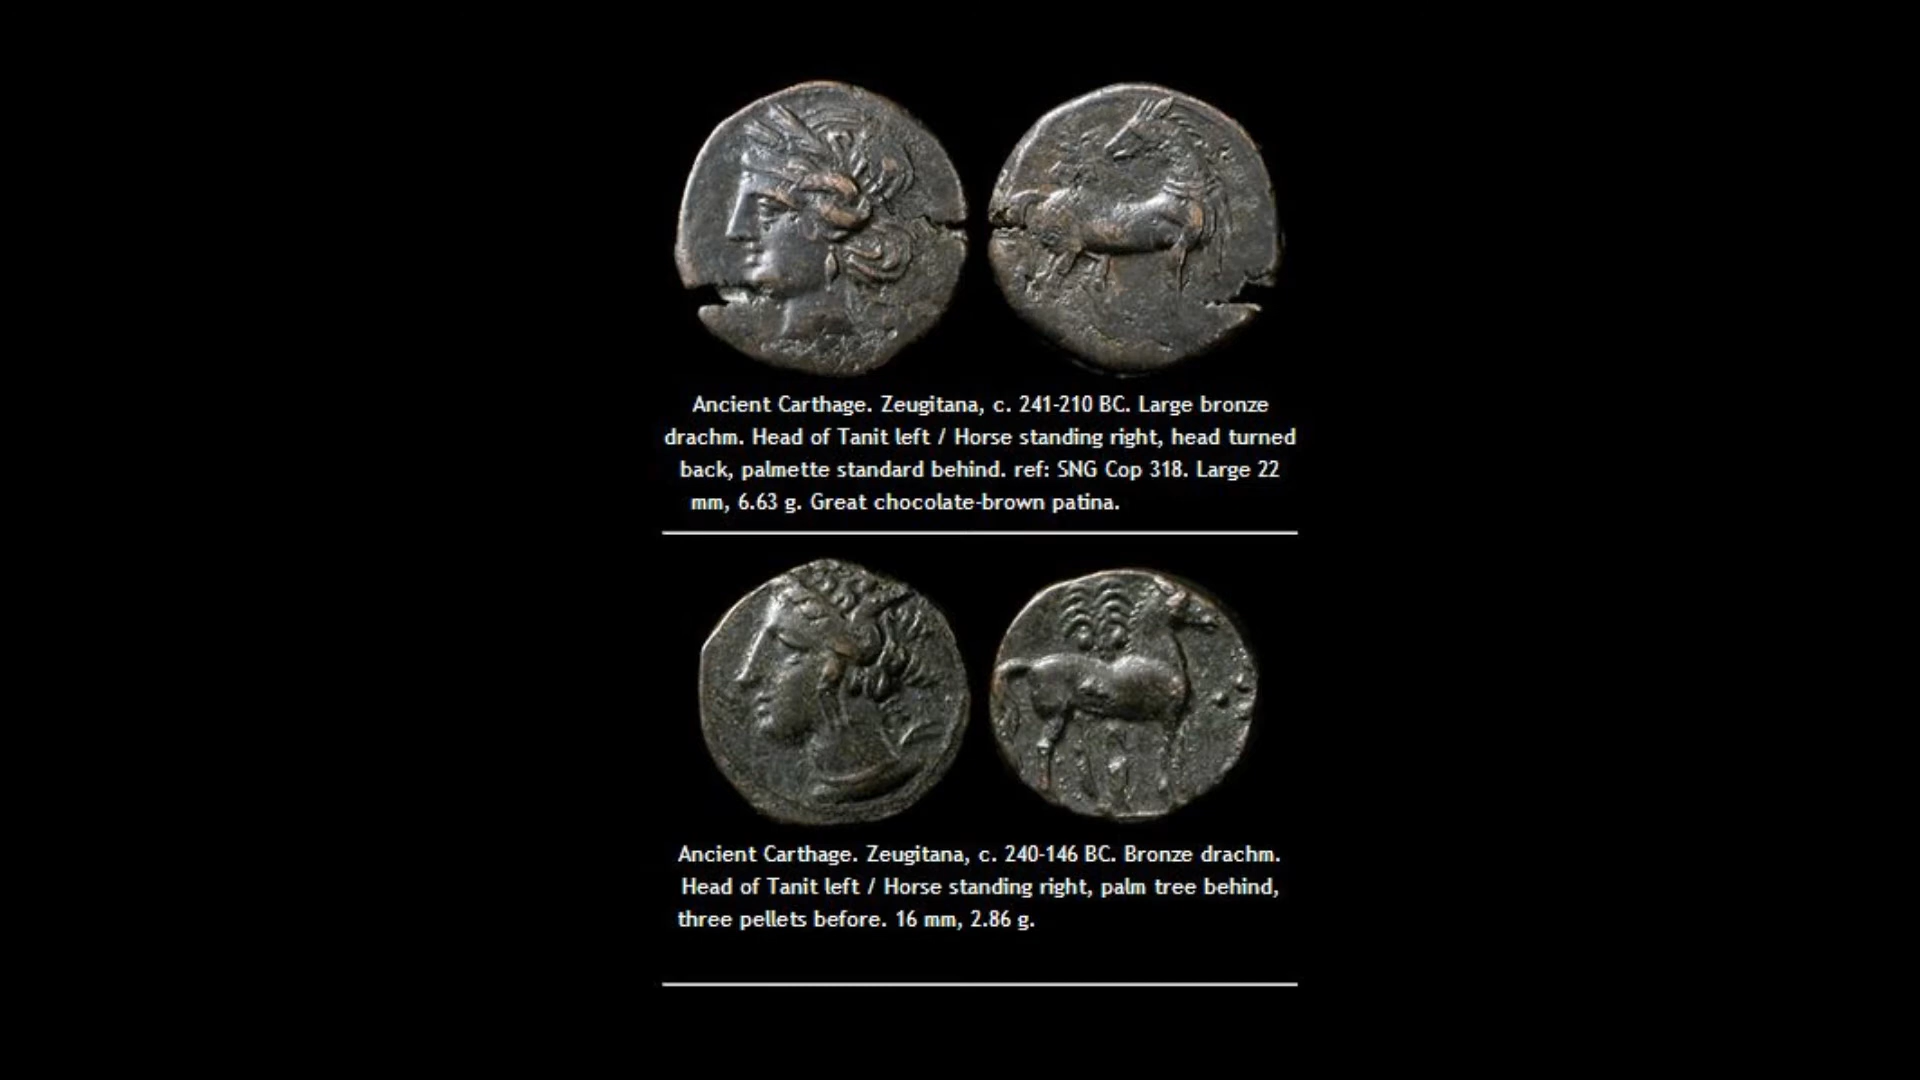 Ancient Carthage. Zeugitana, c. 241-210 BC. Large bronze
drachm. Head of Tanit left / Horse standing right, head turned
back, palmette standard behind. ref: SNG Cop 318. Large 22
mm, 6.63 g. Great chocolate-brown patina.
Ancient Carthage. Zeugitana, c. 240-146 BC. Bronze drachm.
Head of Tanit left / Horse standing right, palm tree behind,
three pellets before. 16 mm, 2.86 g.